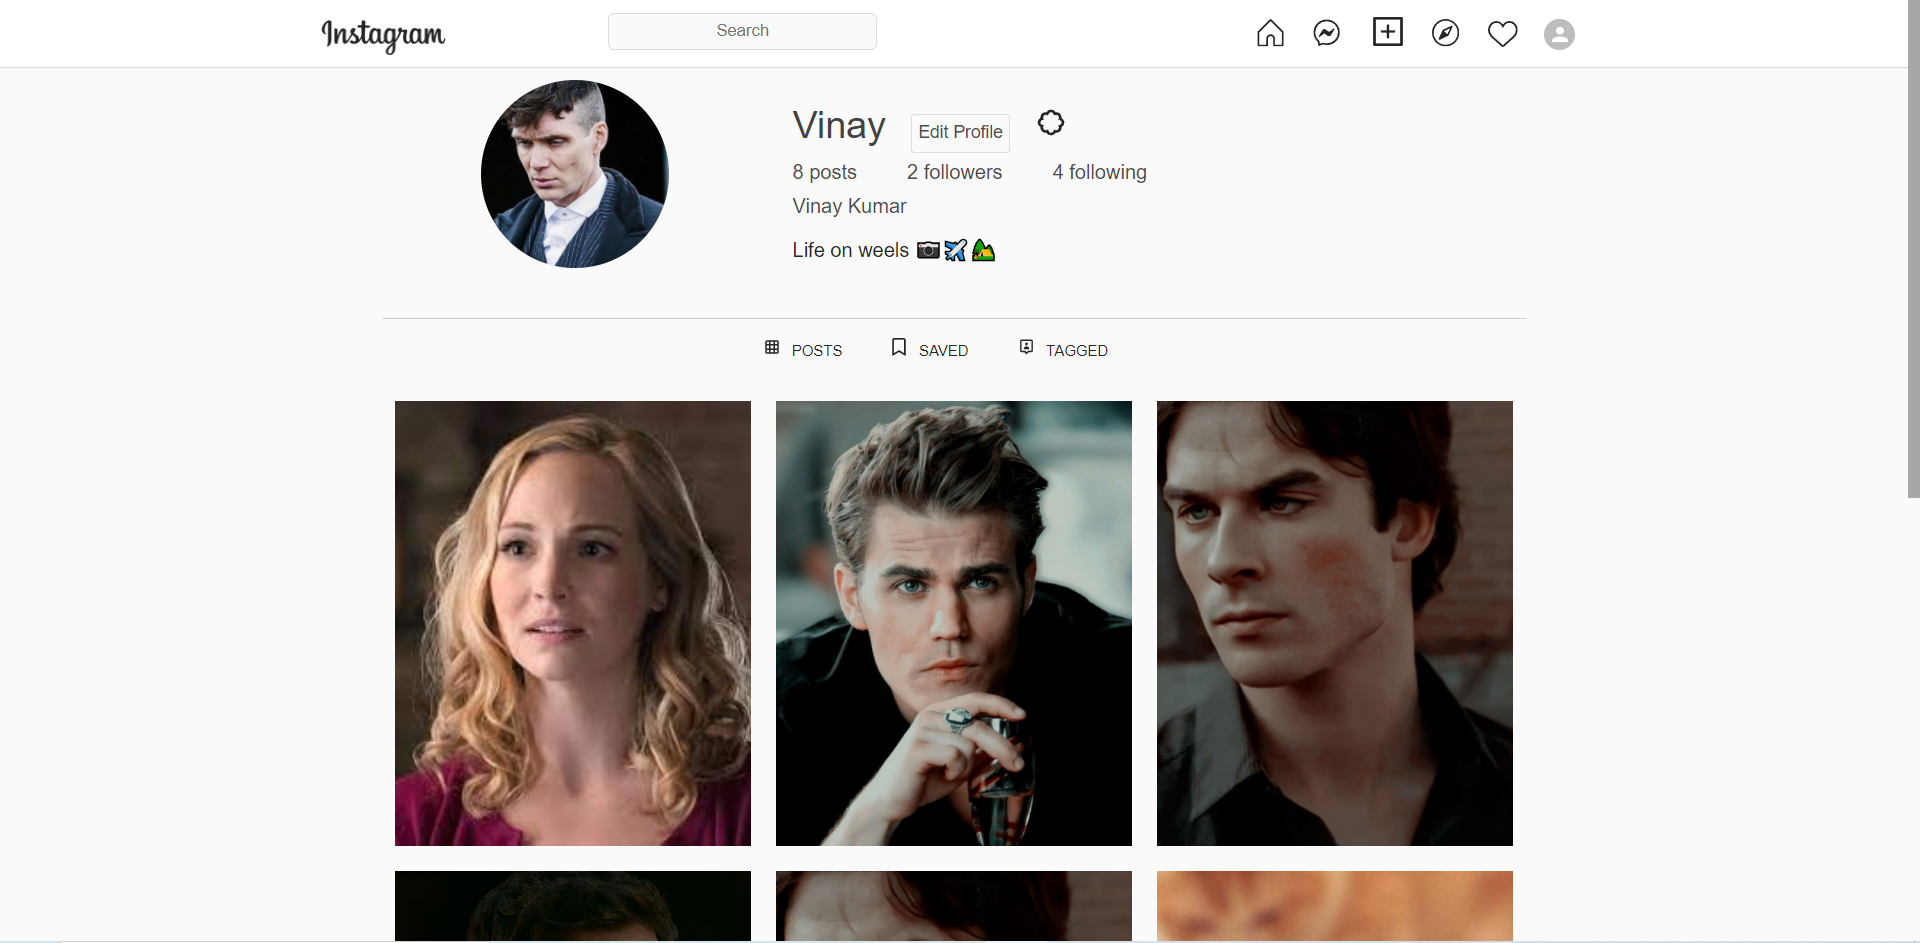 Instagram
Search
Vinay
Edit Profile
8 posts
2 followers
4 following
Vinay Kumar
Life on weels 📷✈️🏕️
POSTS
SAVED
TAGGED